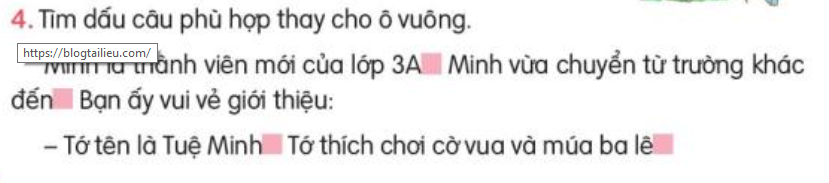 4. Tìm dấu câu phù hợp thay cho ô vuông.
https://blogtailieu.com/
Minh là thành viên mới của lớp 3A Minh vừa chuyển từ trường khác
đến Bạn ấy vui vẻ giới thiệu:
– Tớ tên là Tuệ Minh Tớ thích chơi cờ vua và múa ba lê